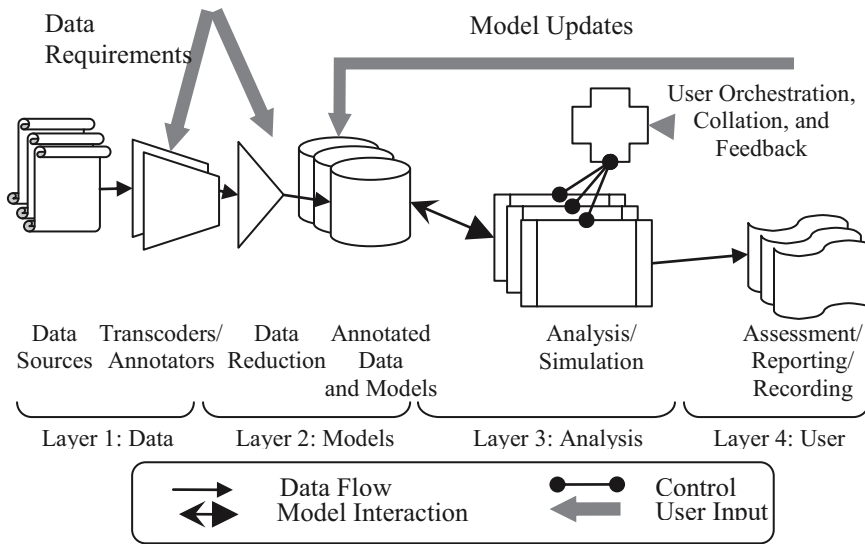 Data
Requirements
Model Updates
User Orchestration,
Collation, and
Feedback
Data
Sources
Transcoders/
Annotators
Data
Reduction
Annotated
Data
and Models
Analysis/
Simulation
Assessment/
Reporting/
Recording
Layer 1: Data
Layer 2: Models
Layer 3: Analysis
Layer 4: User
Data Flow
Model Interaction
Control
User Input